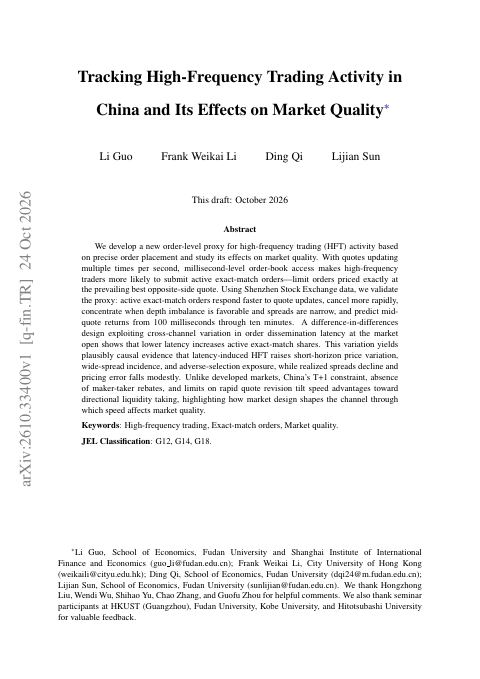 Tracking High-Frequency Trading Activity in
China and Its Effects on Market Quality*
Li Guo Frank Weikai Li Ding Qi Lijian Sun
This draft: October 2026
Abstract
We develop a new order-level proxy for high-frequency trading (HFT) activity based
on precise order placement and study its effects on market quality. With quotes updating
multiple times per second, millisecond-level order-book access makes high-frequency
traders more likely to submit active exact-match orders—limit orders priced exactly at
the prevailing best opposite-side quote. Using Shenzhen Stock Exchange data, we validate
the proxy: active exact-match orders respond faster to quote updates, cancel more rapidly,
concentrate when depth imbalance is favorable and spreads are narrow, and predict mid-
quote returns from 100 milliseconds through ten minutes. A difference-in-differences
design exploiting cross-channel variation in order dissemination latency at the market
open shows that lower latency increases active exact-match shares. This variation yields
plausibly causal evidence that latency-induced HFT raises short-horizon price variation,
wide-spread incidence, and adverse-selection exposure, while realized spreads decline and
pricing error falls modestly. Unlike developed markets, China's T+1 constraint, absence
of maker-taker rebates, and limits on rapid quote revision tilt speed advantages toward
directional liquidity taking, highlighting how market design shapes the channel through
which speed affects market quality.
Keywords: High-frequency trading, Exact-match orders, Market quality.
JEL Classification: G12, G14, G18.
*Li Guo, School of Economics, Fudan University and Shanghai Institute of International
Finance and Economics (guo_li@fudan.edu.cn); Frank Weikai Li, City University of Hong Kong
(weikaili@cityu.edu.hk); Ding Qi, School of Economics, Fudan University (dqi24@m.fudan.edu.cn);
Lijian Sun, School of Economics, Fudan University (sunlijian@fudan.edu.cn). We thank Hongzhong
Liu, Wendi Wu, Shihao Yu, Chao Zhang, and Guofu Zhou for helpful comments. We also thank seminar
participants at HKUST (Guangzhou), Fudan University, Kobe University, and Hitotsubashi University
for valuable feedback.
arXiv:2610.33400v1 [q-fin.TR] 24 Oct 2026